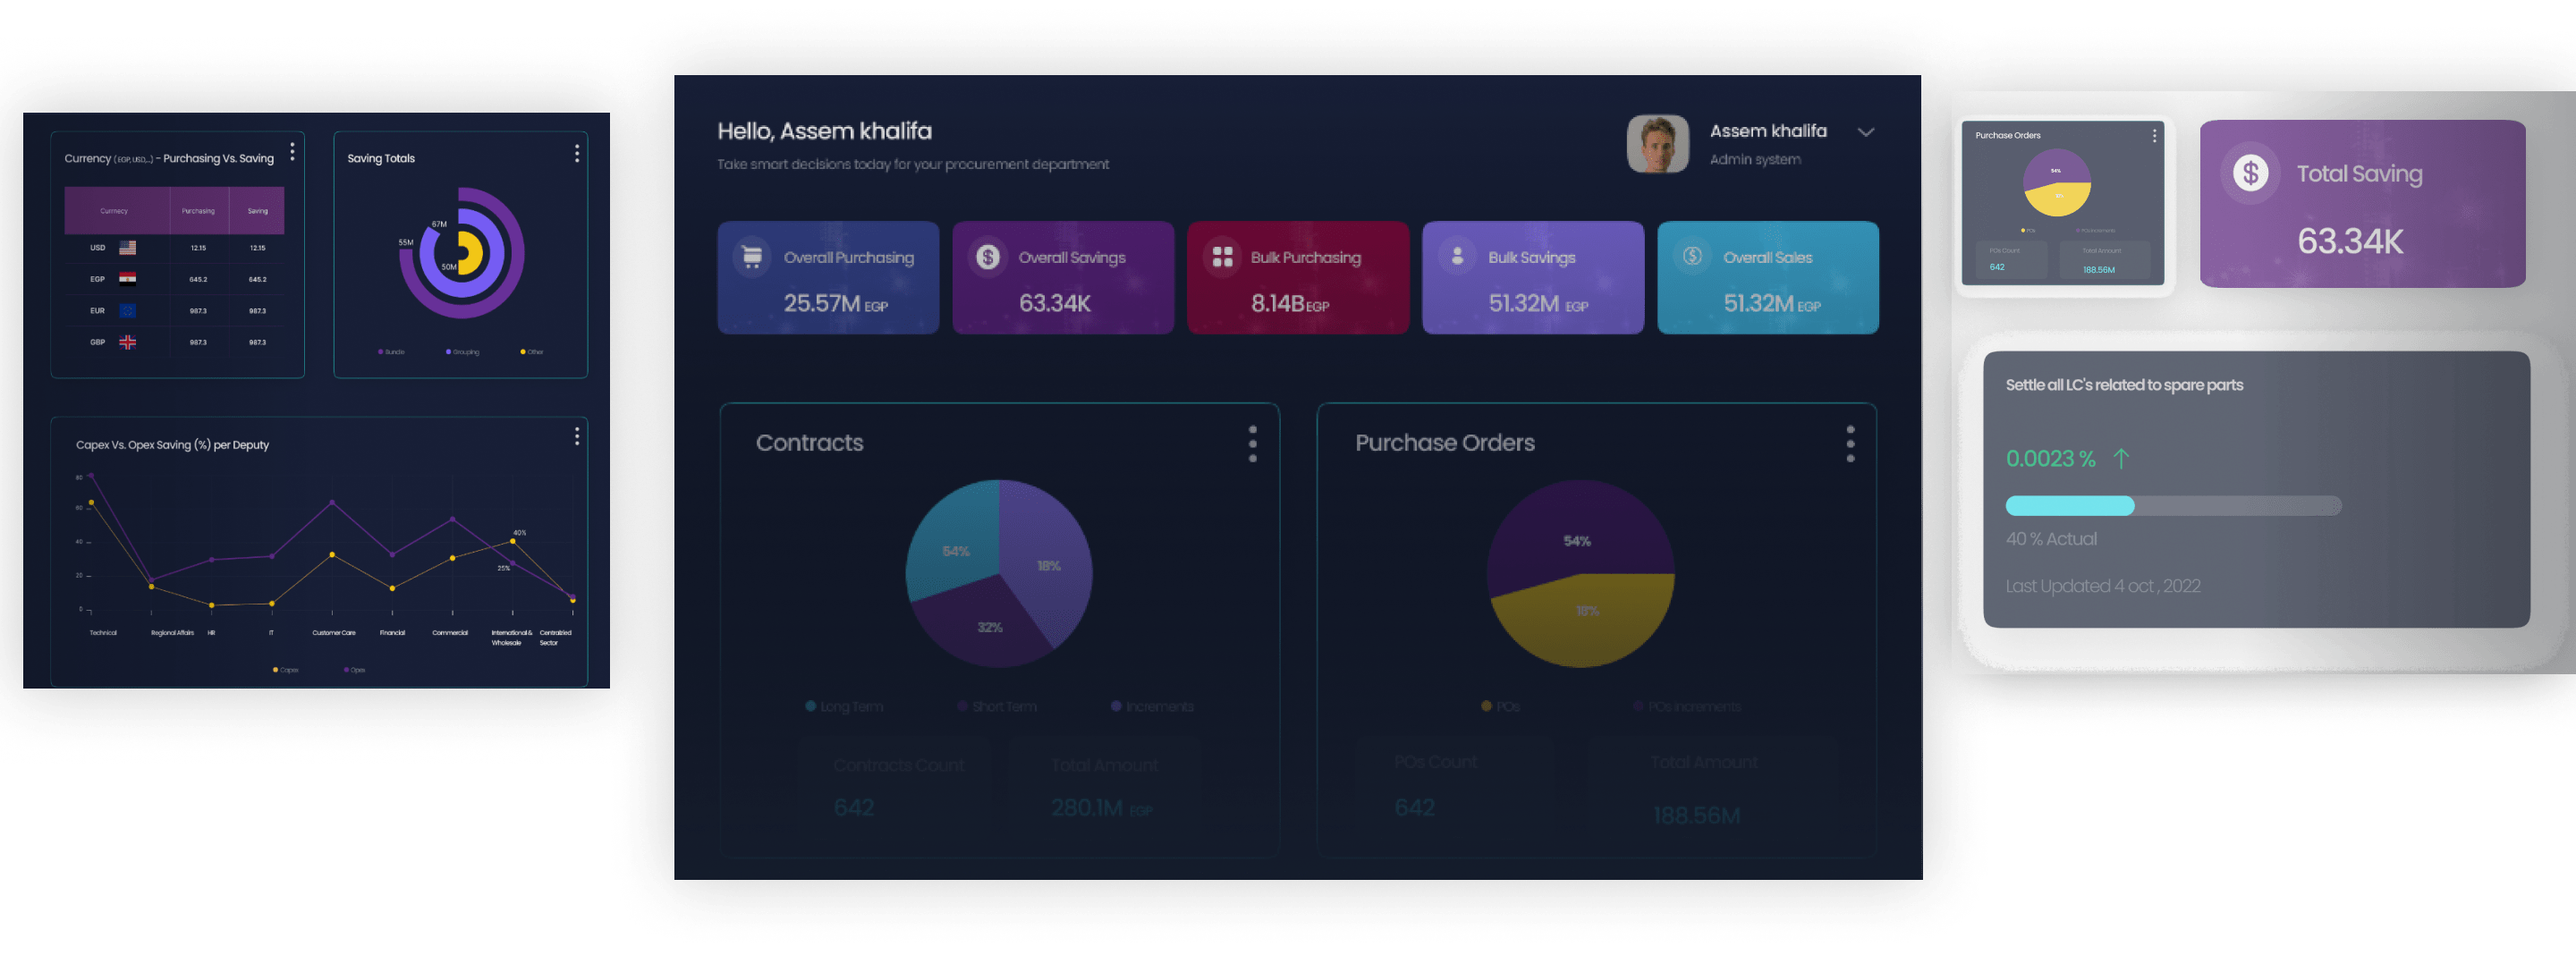 Currency ( EGP, USD,...) - Purchasing Vs. Saving
Currnecy Purchasing Saving
USD 12.15 12.15
EGP 645.2 645.2
EUR 987.3 987.3
GBP 987.3 987.3
Saving Totals
67M
55M
50M
Bundle Grouping Other
Capex Vs. Opex Saving (%) per Deputy
80
60
40
20
0
40%
25%
Technical Regional Affairs HR IT Customer Care Financial Commercial International & Wholesale Centralized Sector
Capex Opex
Hello, Assem khalifa
Take smart decisions today for your procurement department
Assem khalifa
Admin system
Overall Purchasing
25.57M EGP
Overall Savings
63.34K
Bulk Purchasing
8.14B EGP
Bulk Savings
51.32M EGP
Overall Sales
51.32M EGP
Contracts
54%
18%
32%
Long Term Short Term Increments
Contracts Count
642
Total Amount
280.1M EGP
Purchase Orders
54%
18%
POs POs Increments
POs Count
642
Total Amount
188.56M
Purchase Orders
54%
POs POs Increments
POs Count
642
Total Amount
188.56M
Total Saving
63.34K
Settle all LC's related to spare parts
0.0023 %
40 % Actual
Last Updated 4 oct , 2022